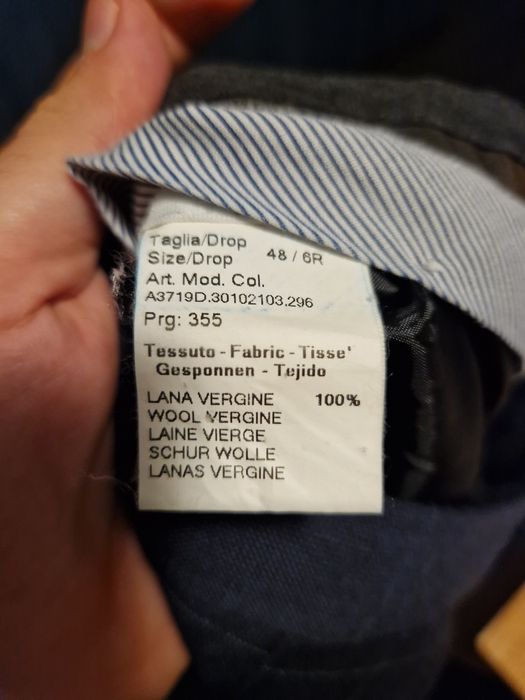 Taglia/Drop
Size/Drop 48 / 6R
Art. Mod. Col.
A3719D.30102103.296
Prg: 355
Tessuto - Fabric - Tisse'
Gesponnen - Tejido
LANA VERGINE 100%
WOOL VERGINE
LAINE VIERGE
SCHUR WOLLE
LANAS VERGINE